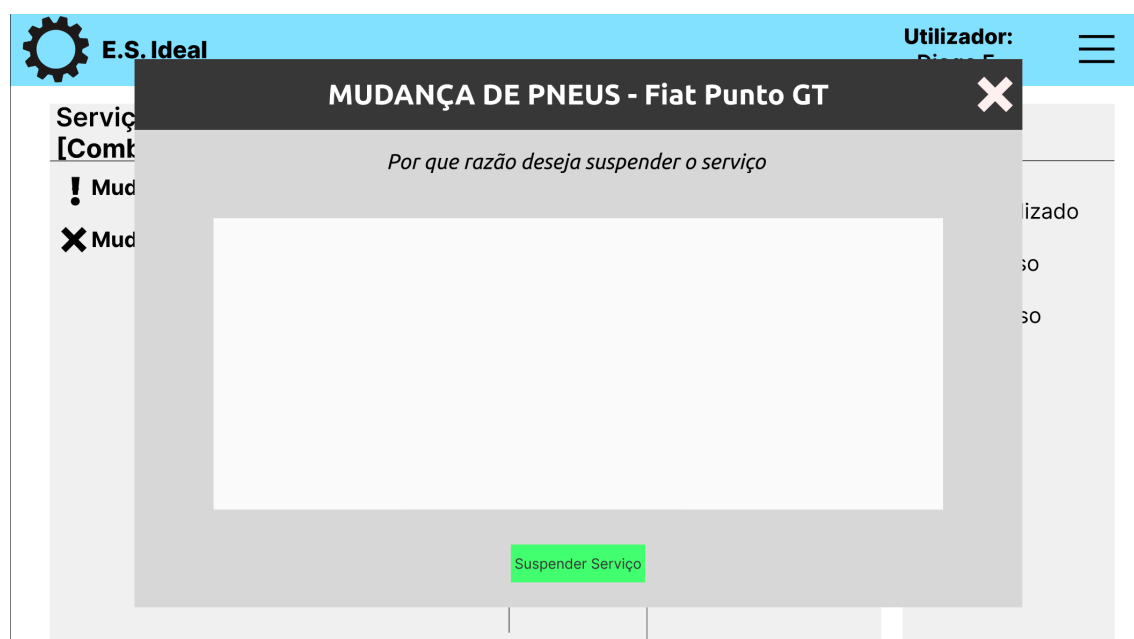 E.S. Ideal
Utilizador:
MUDANÇA DE PNEUS - Fiat Punto GT
Serviç
[Comb
Por que razão deseja suspender o serviço
Mud
lizado
Mud
so
so
Suspender Serviço